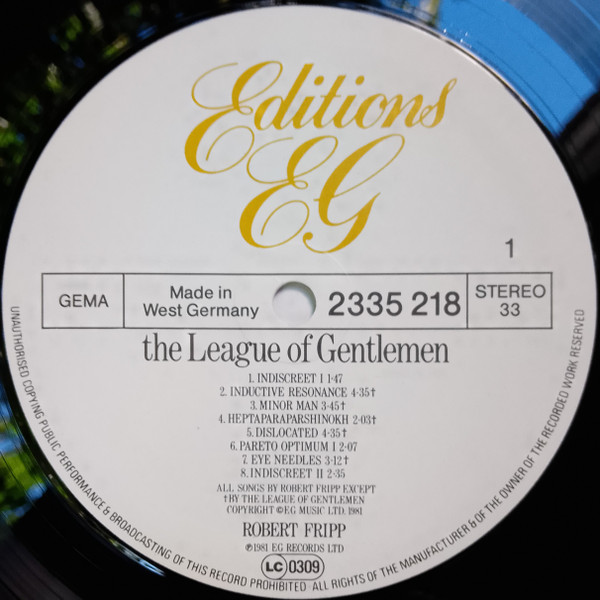 Editions
EG
1
GEMA
Made in
West Germany
2335 218
STEREO
33
the League of Gentlemen
1. INDISCREET I 1·47
2. INDUCTIVE RESONANCE 4·35†
3. MINOR MAN 3·45†
4. HEPTAPARAPARSHINOKH 2·03†
5. DISLOCATED 4·35†
6. PARETO OPTIMUM I 2·07
7. EYE NEEDLES 3·12†
8. INDISCREET II 2·35
ALL SONGS BY ROBERT FRIPP EXCEPT
†BY THE LEAGUE OF GENTLEMEN
COPYRIGHT ©EG MUSIC LTD. 1981
ROBERT FRIPP
℗1981 EG RECORDS LTD
LC 0309
UNAUTHORISED COPYING PUBLIC PERFORMANCE & BROADCASTING OF THIS RECORD PROHIBITED ALL RIGHTS OF THE MANUFACTURER & OF THE OWNER OF THE RECORDED WORK RESERVED